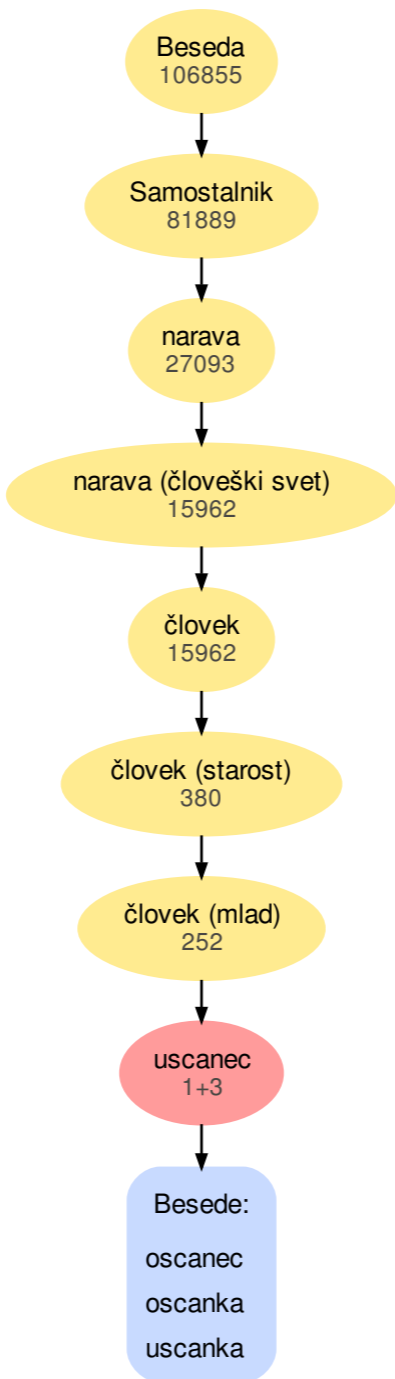 Beseda
106855
Samostalnik
81889
narava
27093
narava (človeški svet)
15962
človek
15962
človek (starost)
380
človek (mlad)
252
uscanec
1+3
Besede:
oscanec
oscanka
uscanka